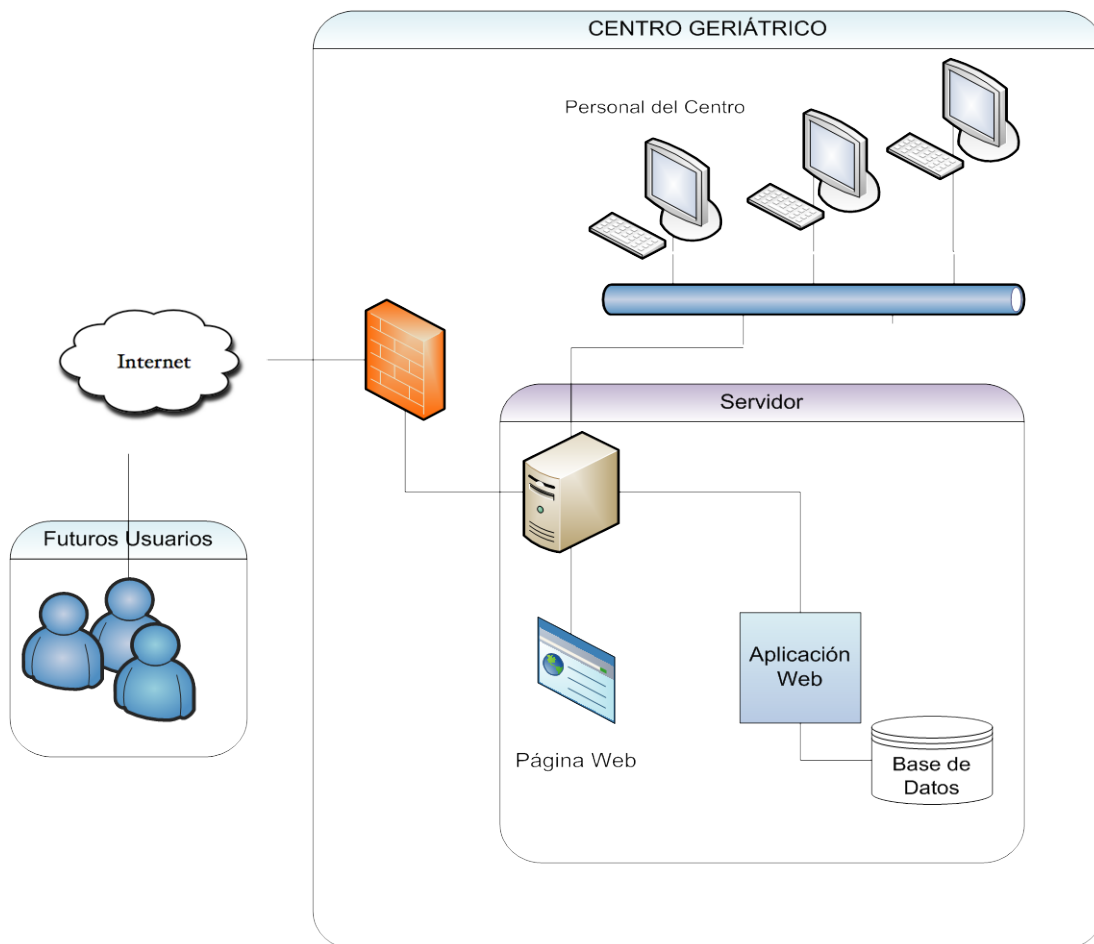 CENTRO GERIÁTRICO
Personal del Centro
Internet
Servidor
Futuros Usuarios
Aplicación
Web
Página Web
Base de
Datos